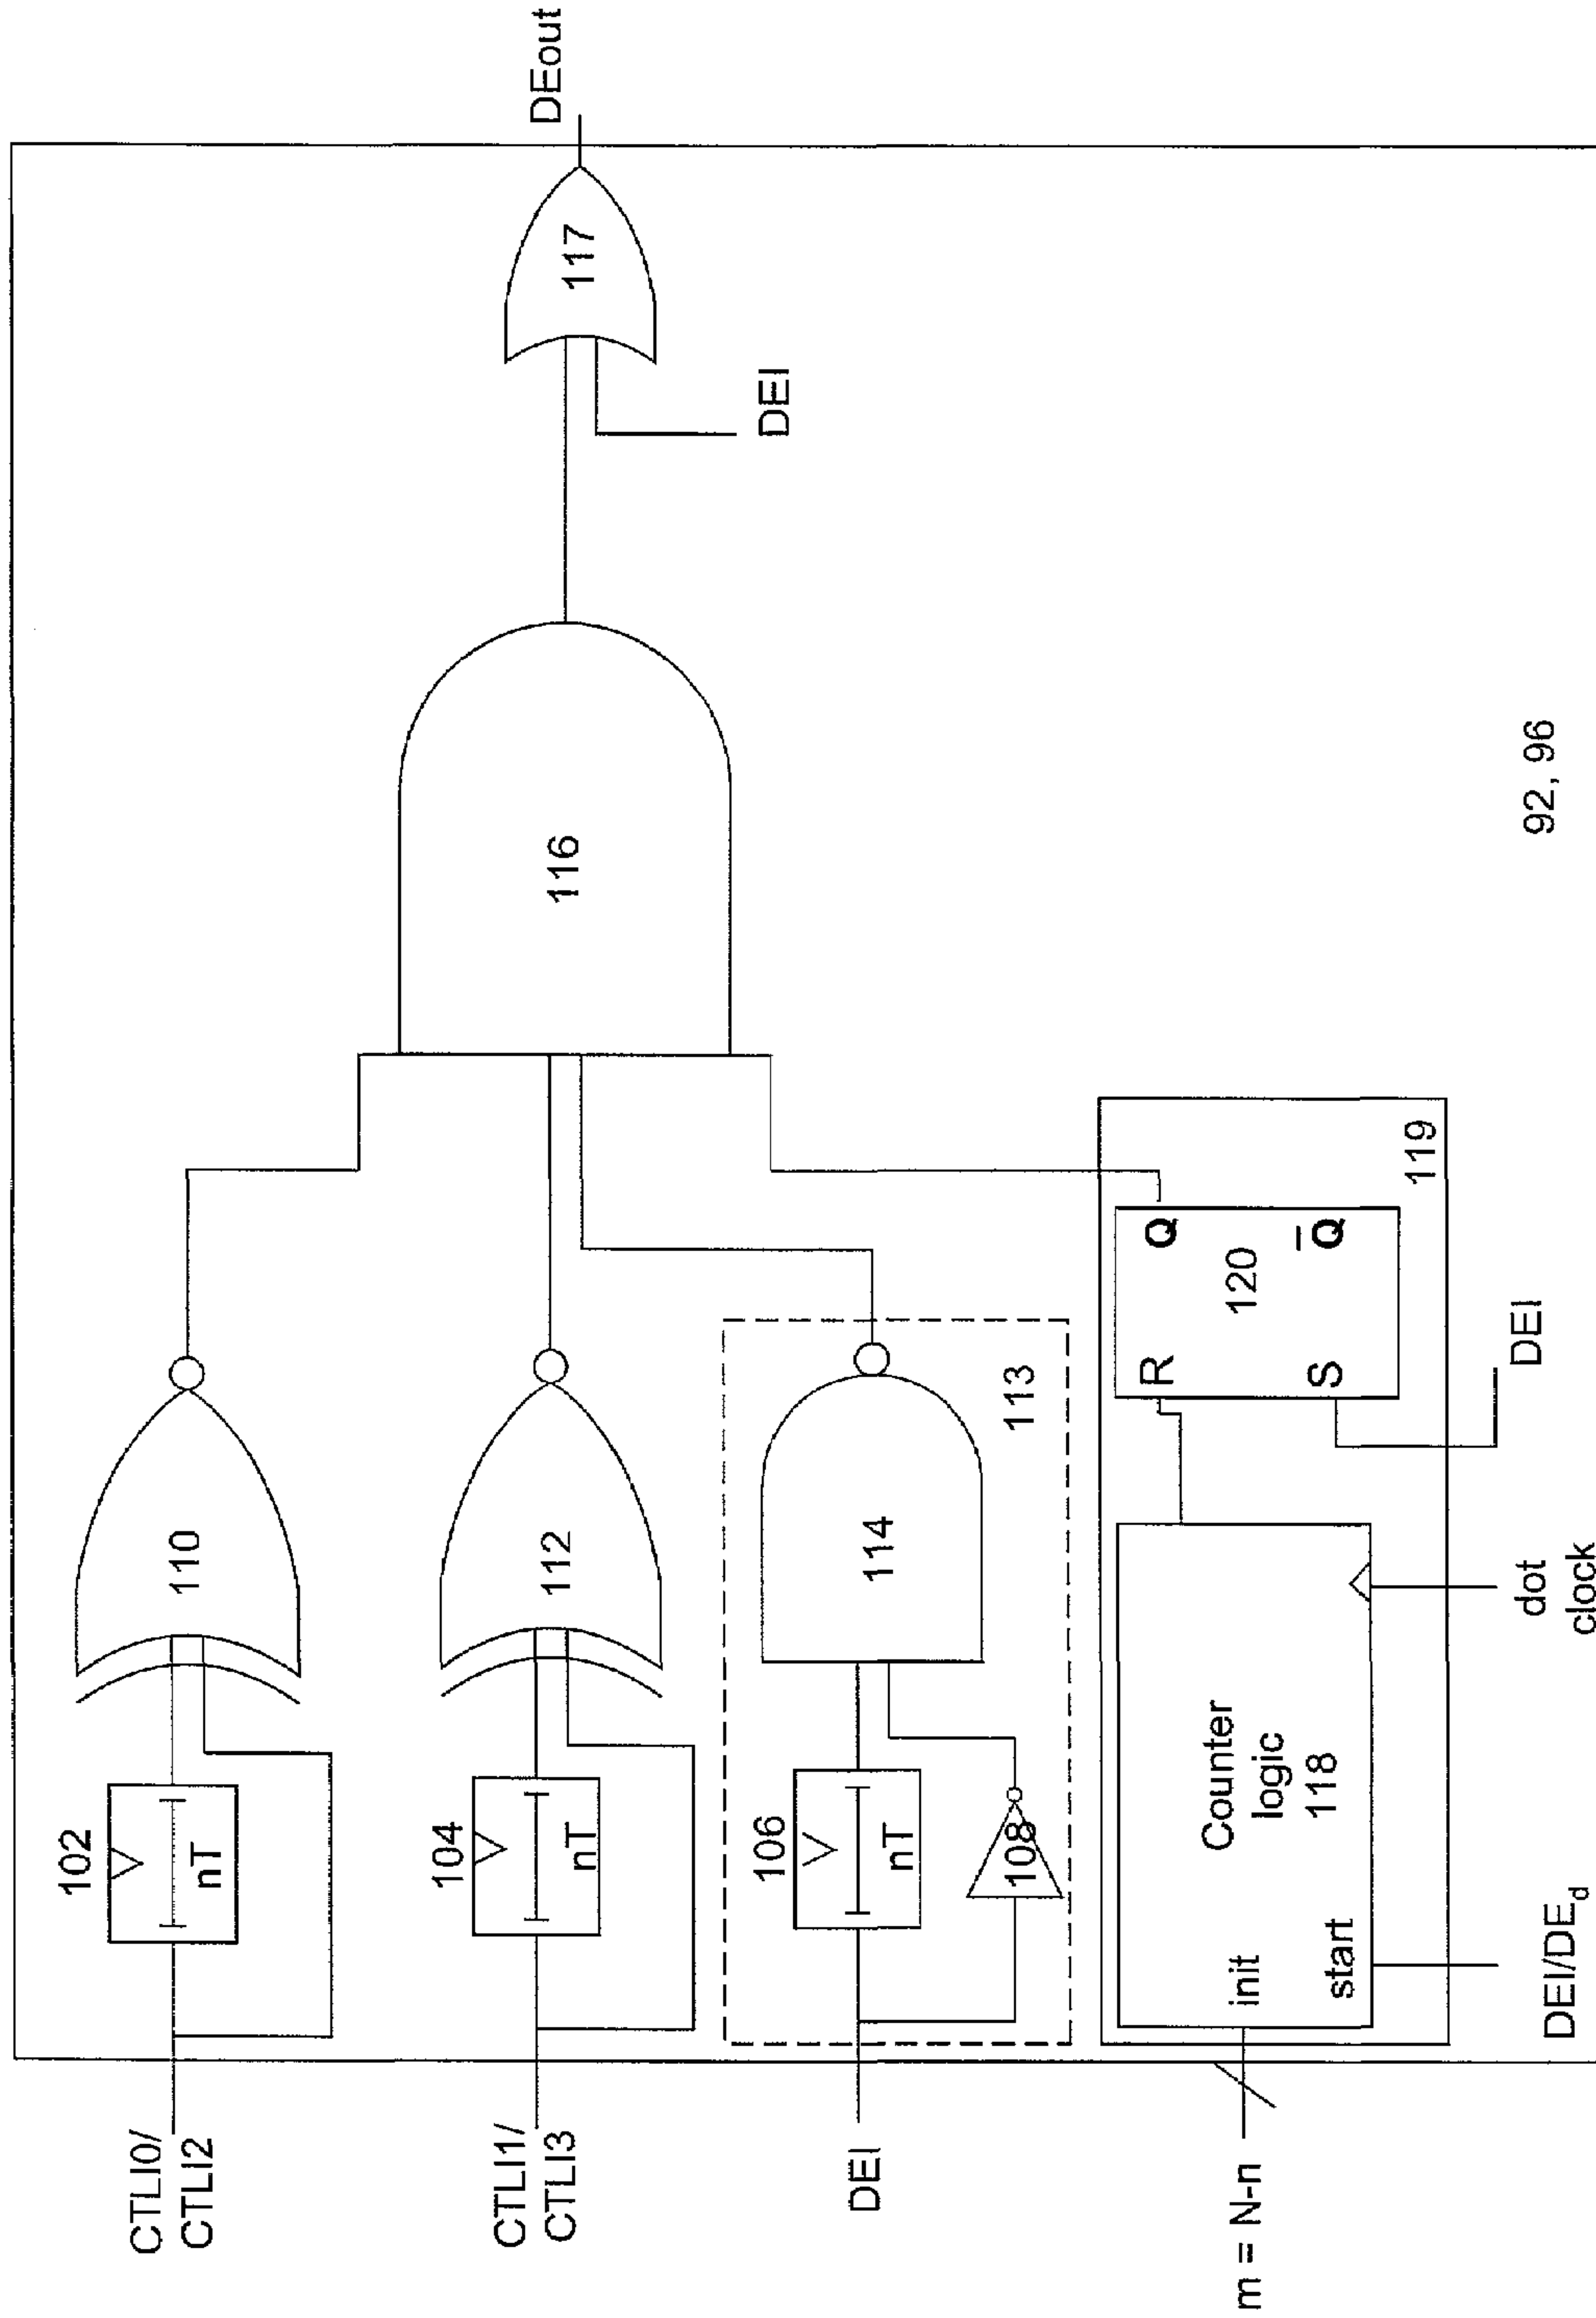 CTLI0/
CTLI2
102
nT
110
CTLI1/
CTLI3
104
nT
112
DEI
106
nT
108
114
113
116
DEI
117
DEout
m = N-n
init
start
Counter
logic
118
R
S
Q
Q̅
120
119
DEI/DEd
dot
clock
DEI
92, 96